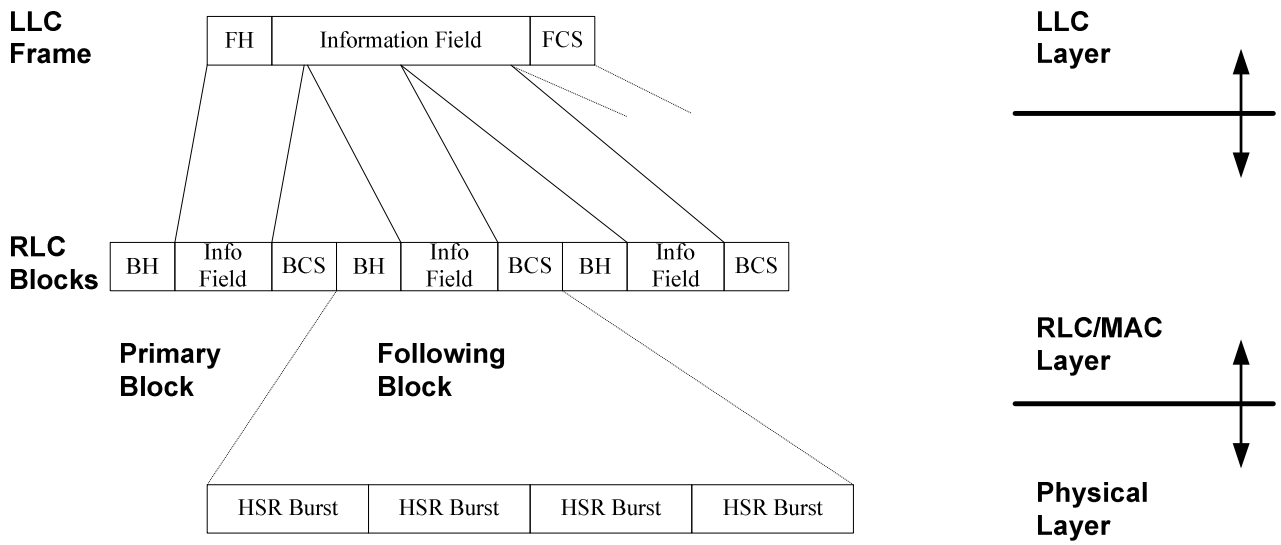 LLC
Frame
FH
Information Field
FCS
LLC
Layer
RLC
Blocks
BH
Info
Field
BCS
BH
Info
Field
BCS
BH
Info
Field
BCS
Primary
Block
Following
Block
RLC/MAC
Layer
HSR Burst
HSR Burst
HSR Burst
HSR Burst
Physical
Layer